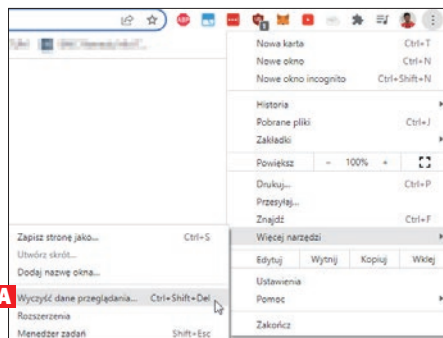 Nowa karta Ctrl+T
Nowe okno Ctrl+N
Nowe okno incognito Ctrl+Shift+N
Historia
Pobrane pliki Ctrl+J
Zakładki
Powiększ - 100% +
Drukuj... Ctrl+P
Przesyłaj...
Znajdź Ctrl+F
Więcej narzędzi
Edytuj Wytnij Kopiuj Wklej
Ustawienia
Pomoc
Zakończ
Zapisz stronę jako... Ctrl+S
Utwórz skrót...
Dodaj nazwę okna...
A Wyczyść dane przeglądania... Ctrl+Shift+Del
Rozszerzenia
Menedżer zadań Shift+Esc